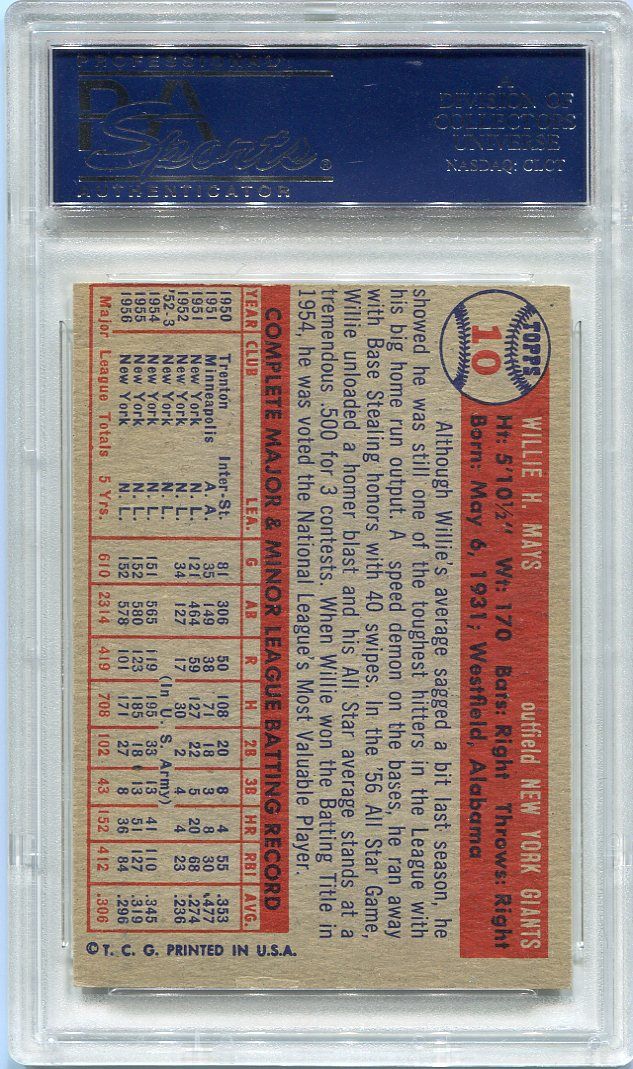 PROFESSIONAL
PSA
Sports®
AUTHENTICATOR
A
DIVISION OF
COLLECTORS
UNIVERSE
NASDAQ: CLCT
TOPPS
10
WILLIE H. MAYS outfield NEW YORK GIANTS
Ht: 5'10½" Wt: 170 Bats: Right Throws: Right
Born: May 6, 1931; Westfield, Alabama
Although Willie's average sagged a bit last season, he
showed he was still one of the toughest hitters in the League with
his big home run output. A speed demon on the bases, he ran away
with Base Stealing honors with 40 swipes. In the '56 All Star Game,
Willie unloaded a homer blast and his All Star average stands at a
tremendous .500 for 3 contests. When Willie won the Batting Title in
1954, he was voted the National League's Most Valuable Player.
COMPLETE MAJOR & MINOR LEAGUE BATTING RECORD
YEAR CLUB LEA. G AB R H 2B 3B HR RBI AVG.
1950 Trenton Inter-St. 81 306 50 108 20 8 4 55 .353
1951 Minneapolis A. A. 35 149 38 71 18 3 8 30 .477
1951 New York N. L. 121 464 59 127 22 5 20 68 .274
1952 New York N. L. 34 127 17 30 2 4 4 23 .236
'52-3 (In U. S. Army)
1954 New York N. L. 151 565 119 195 33 13 41 110 .345
1955 New York N. L. 152 580 123 185 18 13 51 127 .319
1956 New York N. L. 152 578 101 171 27 8 36 84 .296
Major League Totals 5 Yrs. 610 2314 419 708 102 43 152 412 .306
© T. C. G. PRINTED IN U.S.A.